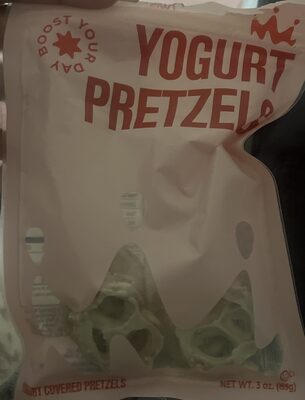 BOOST YOUR DAY
YOGURT
PRETZELS
COVERED PRETZELS
NET WT. 3 oz. (85g)